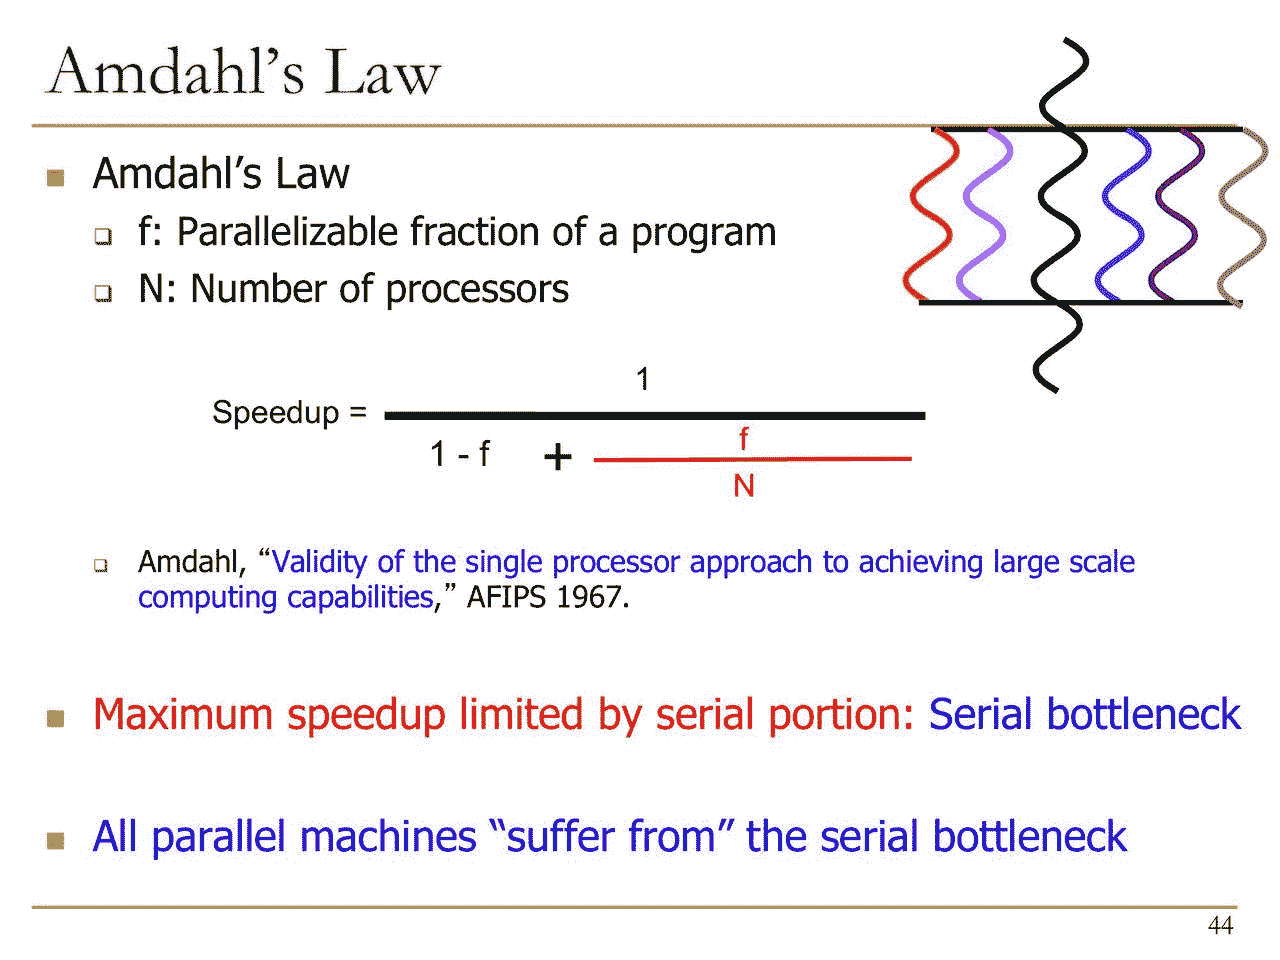 Amdahl’s Law
Amdahl’s Law
f: Parallelizable fraction of a program
N: Number of processors
1
Speedup =
1 - f + f
N
Amdahl, “Validity of the single processor approach to achieving large scale
computing capabilities,” AFIPS 1967.
Maximum speedup limited by serial portion: Serial bottleneck
All parallel machines “suffer from” the serial bottleneck
44